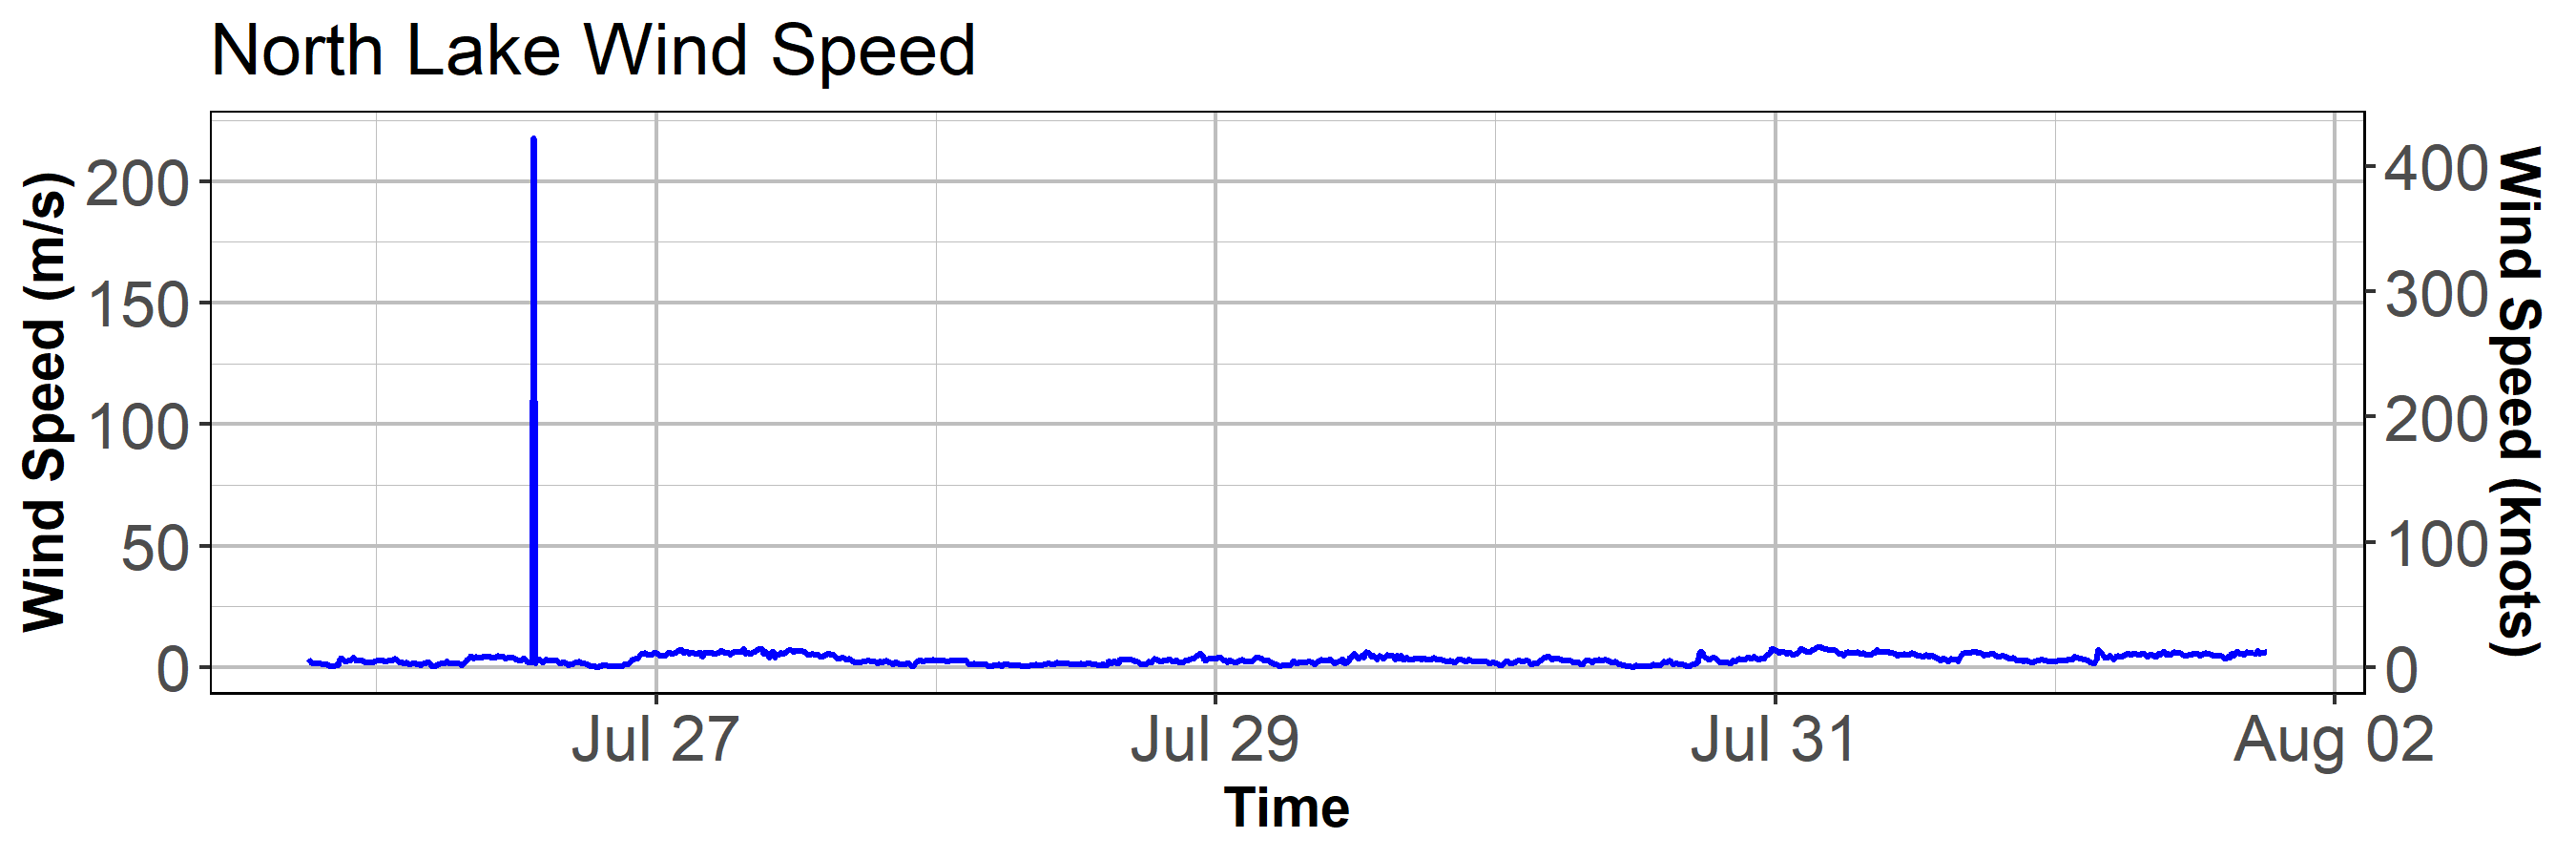 North Lake Wind Speed
Wind Speed (m/s)
200
150
100
50
0
400
300
200
100
0
Wind Speed (knots)
Jul 27
Jul 29
Jul 31
Aug 02
Time